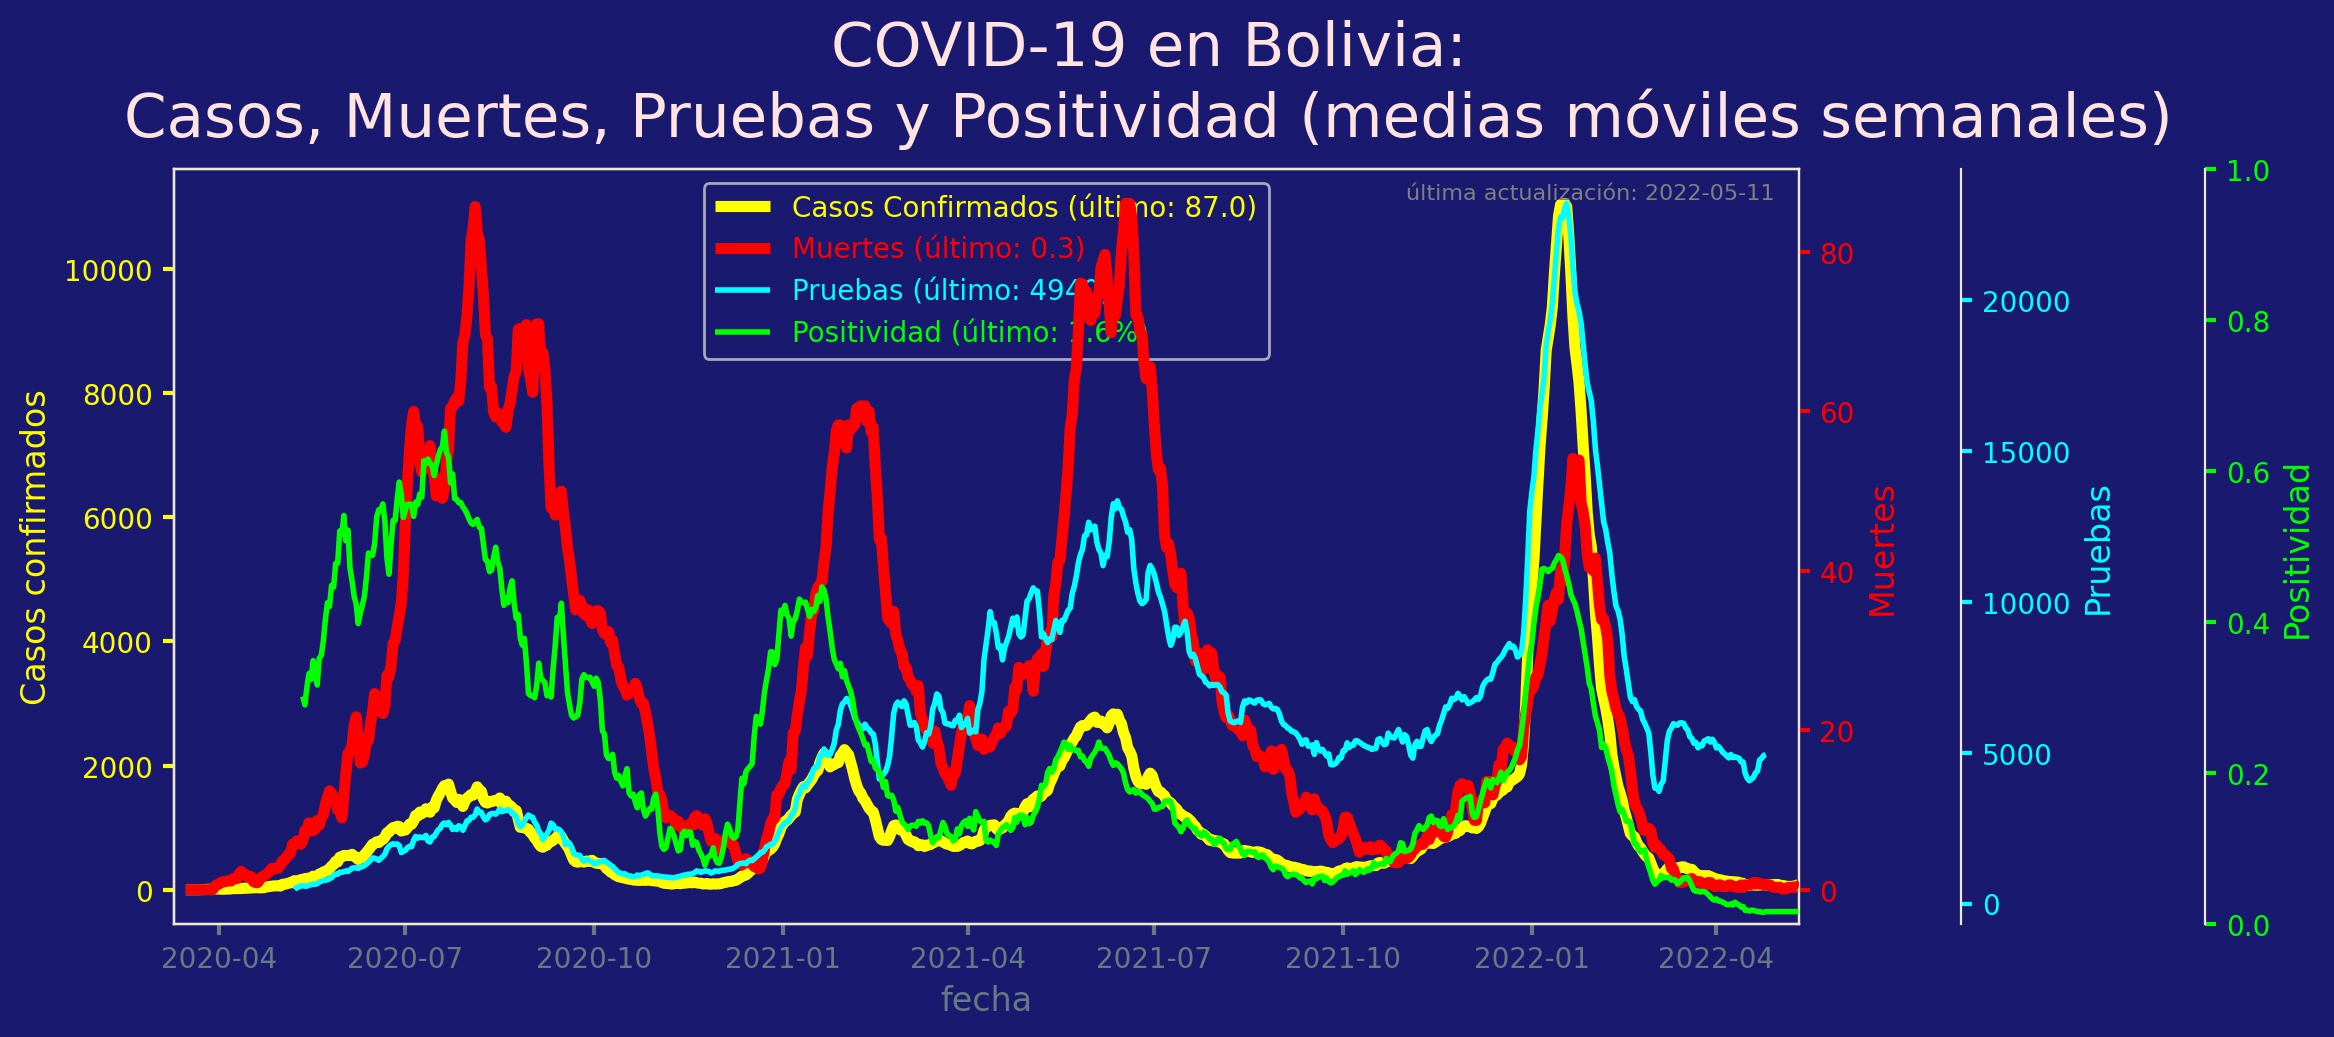 COVID-19 en Bolivia:
Casos, Muertes, Pruebas y Positividad (medias móviles semanales)
última actualización: 2022-05-11
Casos Confirmados (último: 87.0)
Muertes (último: 0.3)
Pruebas (último:
Positividad (último:
Casos confirmados
10000
8000
6000
4000
2000
0
80
60
40
20
0
Muertes
20000
15000
10000
5000
0
Pruebas
1.0
0.8
0.6
0.4
0.2
0.0
Positividad
2020-04 2020-07 2020-10 2021-01 2021-04 2021-07 2021-10 2022-01 2022-04
fecha